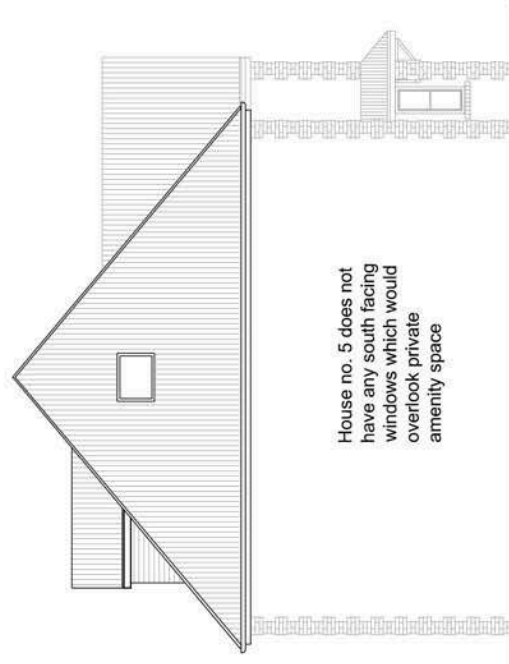 House no. 5 does not
have any south facing
windows which would
overlook private
amenity space